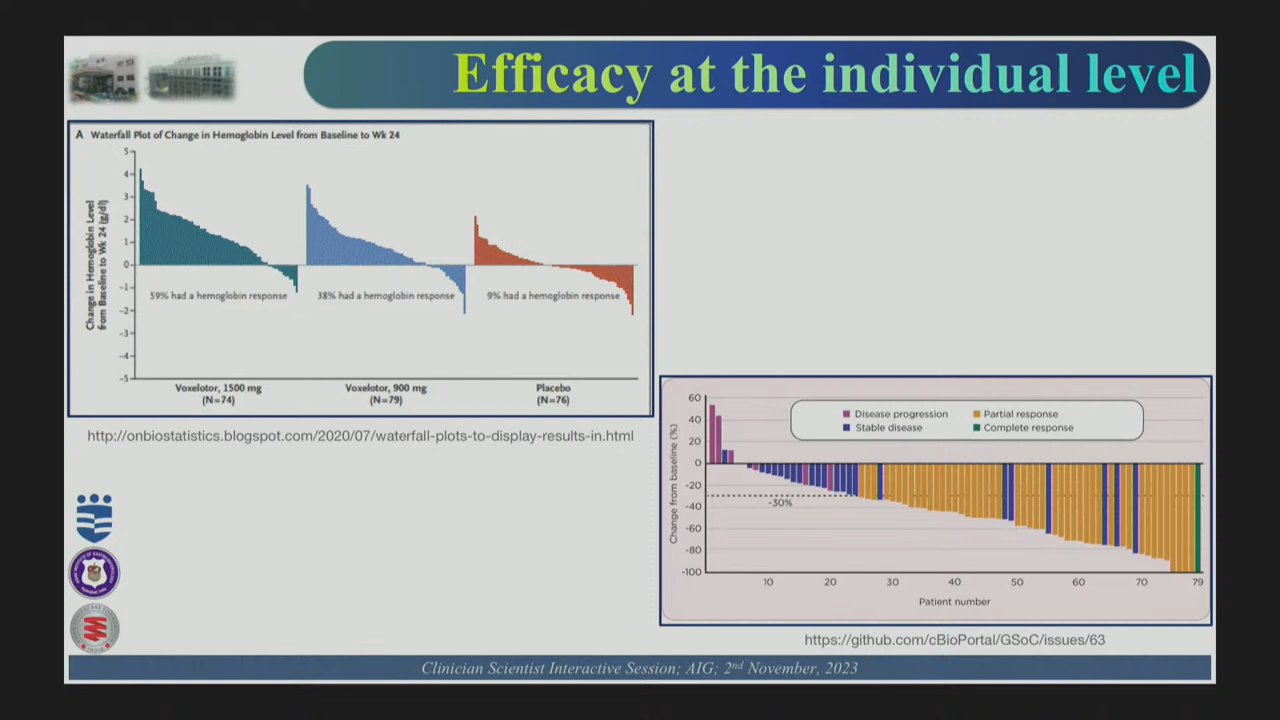 Efficacy at the individual level
A Waterfall Plot of Change in Hemoglobin Level from Baseline to Wk 24
Change in Hemoglobin Level
from Baseline to Wk 24 (g/dl)
5
4
3
2
1
0
-1
-2
-3
-4
-5
59% had a hemoglobin response
38% had a hemoglobin response
9% had a hemoglobin response
Voxelotor, 1500 mg
(N=74)
Voxelotor, 900 mg
(N=79)
Placebo
(N=76)
http://onbiostatistics.blogspot.com/2020/07/waterfall-plots-to-display-results-in.html
Change from baseline (%)
60
40
20
0
-20
-40
-60
-80
-100
Disease progression
Partial response
Stable disease
Complete response
-30%
10 20 30 40 50 60 70 79
Patient number
https://github.com/cBioPortal/GSoC/issues/63
Clinician Scientist Interactive Session; AIG; 2nd November, 2023